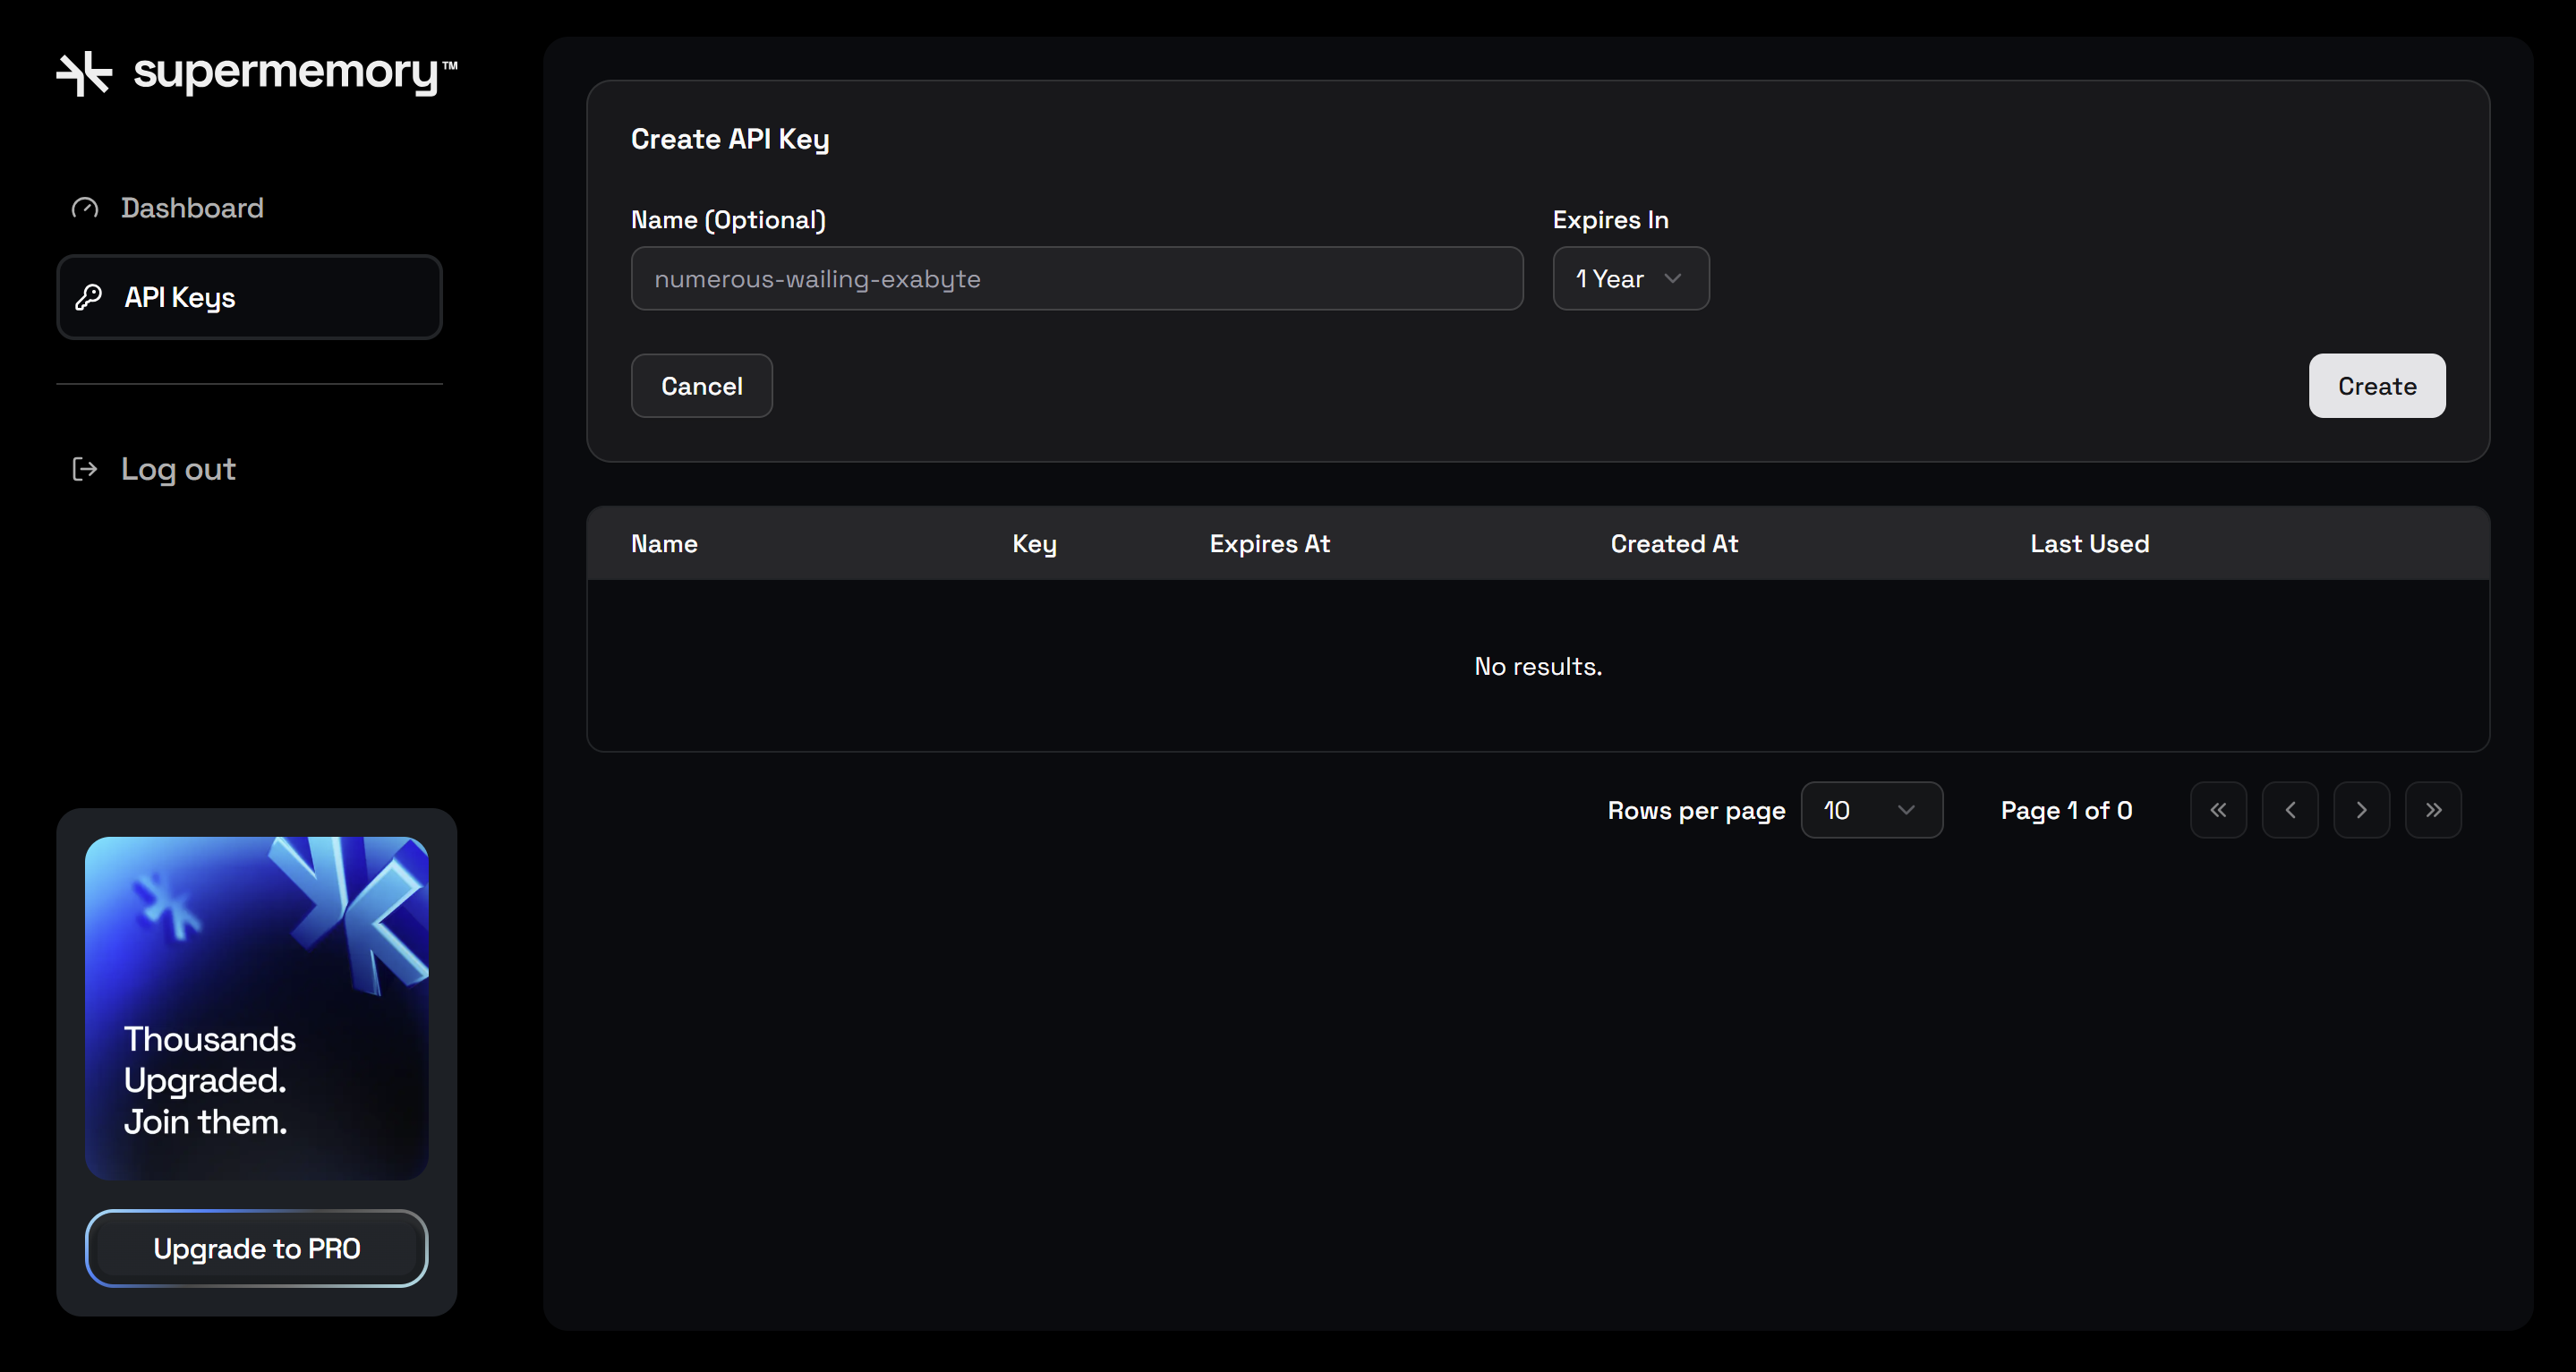 supermemory™
Dashboard
API Keys
Log out
Thousands
Upgraded.
Join them.
Upgrade to PRO
Create API Key
Name (Optional)
Expires In
numerous-wailing-exabyte
1 Year
Cancel
Create
Name Key Expires At Created At Last Used
No results.
Rows per page 10 Page 1 of 0